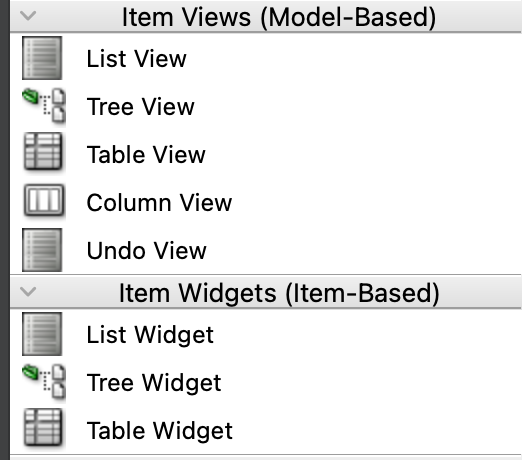 Item Views (Model-Based)
List View
Tree View
Table View
Column View
Undo View
Item Widgets (Item-Based)
List Widget
Tree Widget
Table Widget